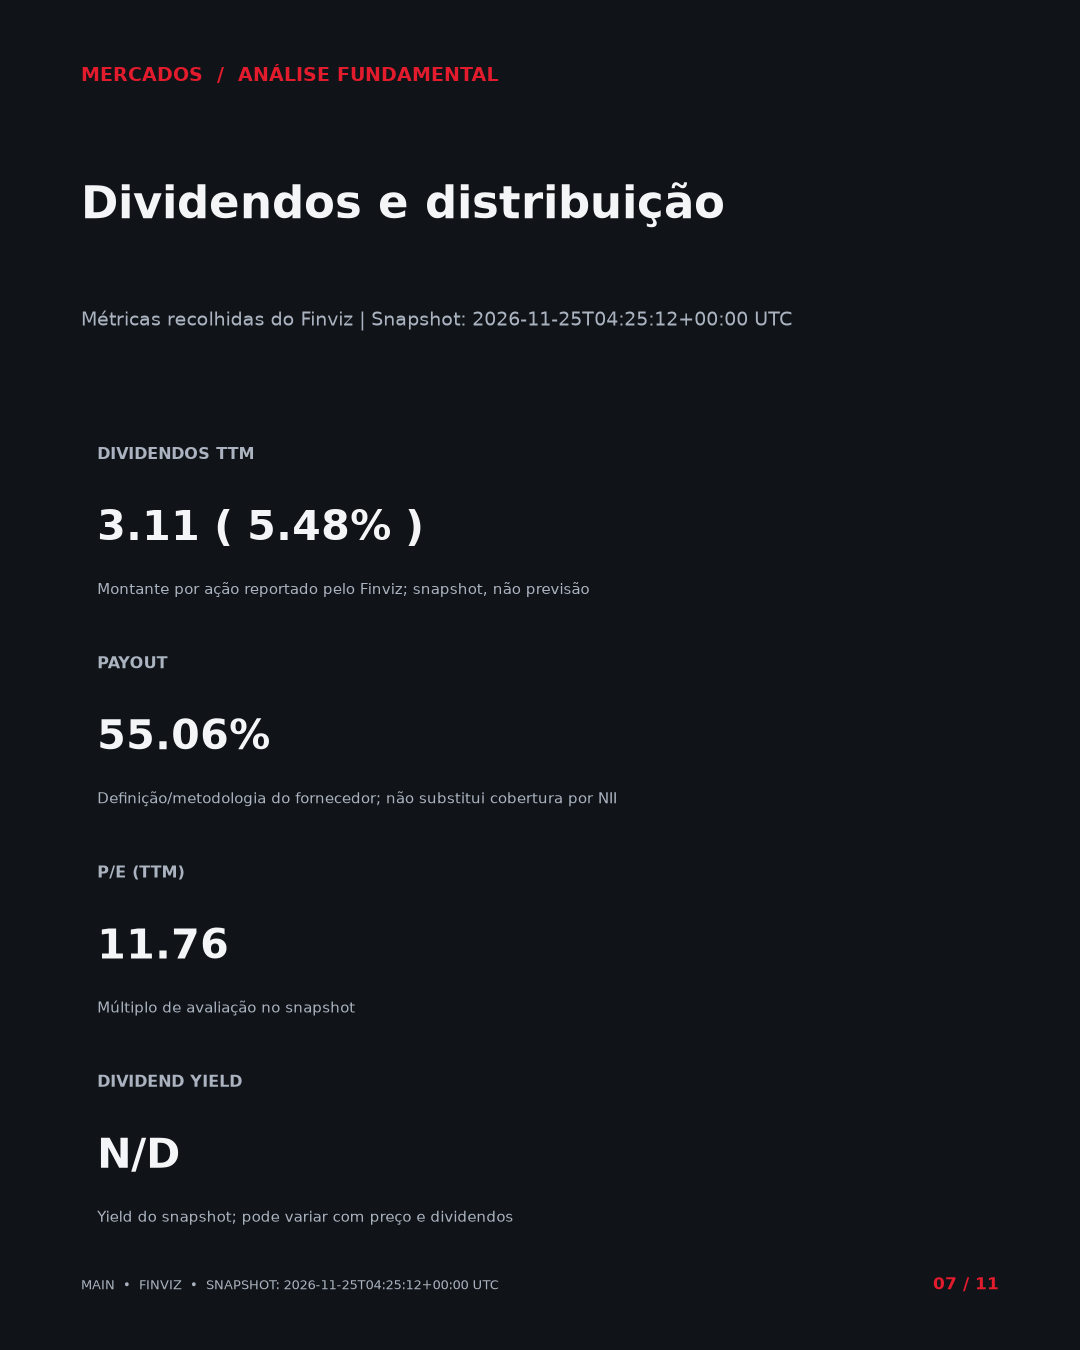 MERCADOS / ANÁLISE FUNDAMENTAL
Dividendos e distribuição
Métricas recolhidas do Finviz | Snapshot: 2026-11-25T04:25:12+00:00 UTC
DIVIDENDOS TTM
3.11 ( 5.48% )
Montante por ação reportado pelo Finviz; snapshot, não previsão
PAYOUT
55.06%
Definição/metodologia do fornecedor; não substitui cobertura por NII
P/E (TTM)
11.76
Múltiplo de avaliação no snapshot
DIVIDEND YIELD
N/D
Yield do snapshot; pode variar com preço e dividendos
MAIN • FINVIZ • SNAPSHOT: 2026-11-25T04:25:12+00:00 UTC
07 / 11